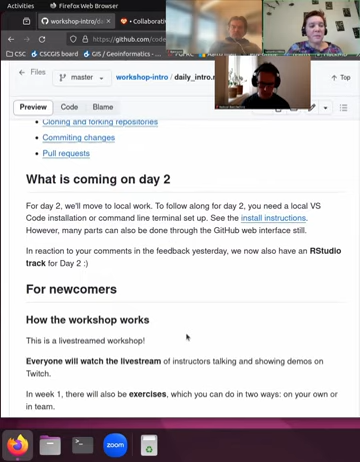 Activities
Firefox Web Browser
workshop-intro/da
Collaborativ
https://github.com/code
CSC
CSCGIS board
GIS / Geoinformatics -
Files
master
workshop-intro / daily_intro.
Top
Preview
Code
Blame
Cloning and forking repositories
Commiting changes
Pull requests
What is coming on day 2
For day 2, we'll move to local work. To follow along for day 2, you need a local VS
Code installation or command line terminal set up. See the install instructions.
However, many parts can also be done through the GitHub web interface still.
In reaction to your comments in the feedback yesterday, we now also have an RStudio
track for Day 2 :)
For newcomers
How the workshop works
This is a livestreamed workshop!
Everyone will watch the livestream of instructors talking and showing demos on
Twitch.
In week 1, there will also be exercises, which you can do in two ways: on your own or
in team.
zoom